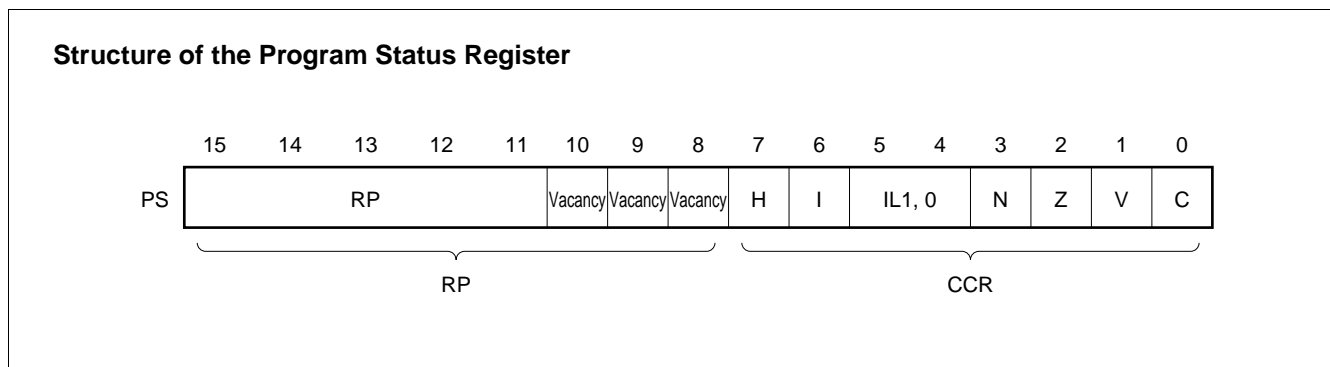 Structure of the Program Status Register
15 14 13 12 11 10 9 8 7 6 5 4 3 2 1 0
PS RP Vacancy Vacancy Vacancy H I IL1, 0 N Z V C
RP CCR